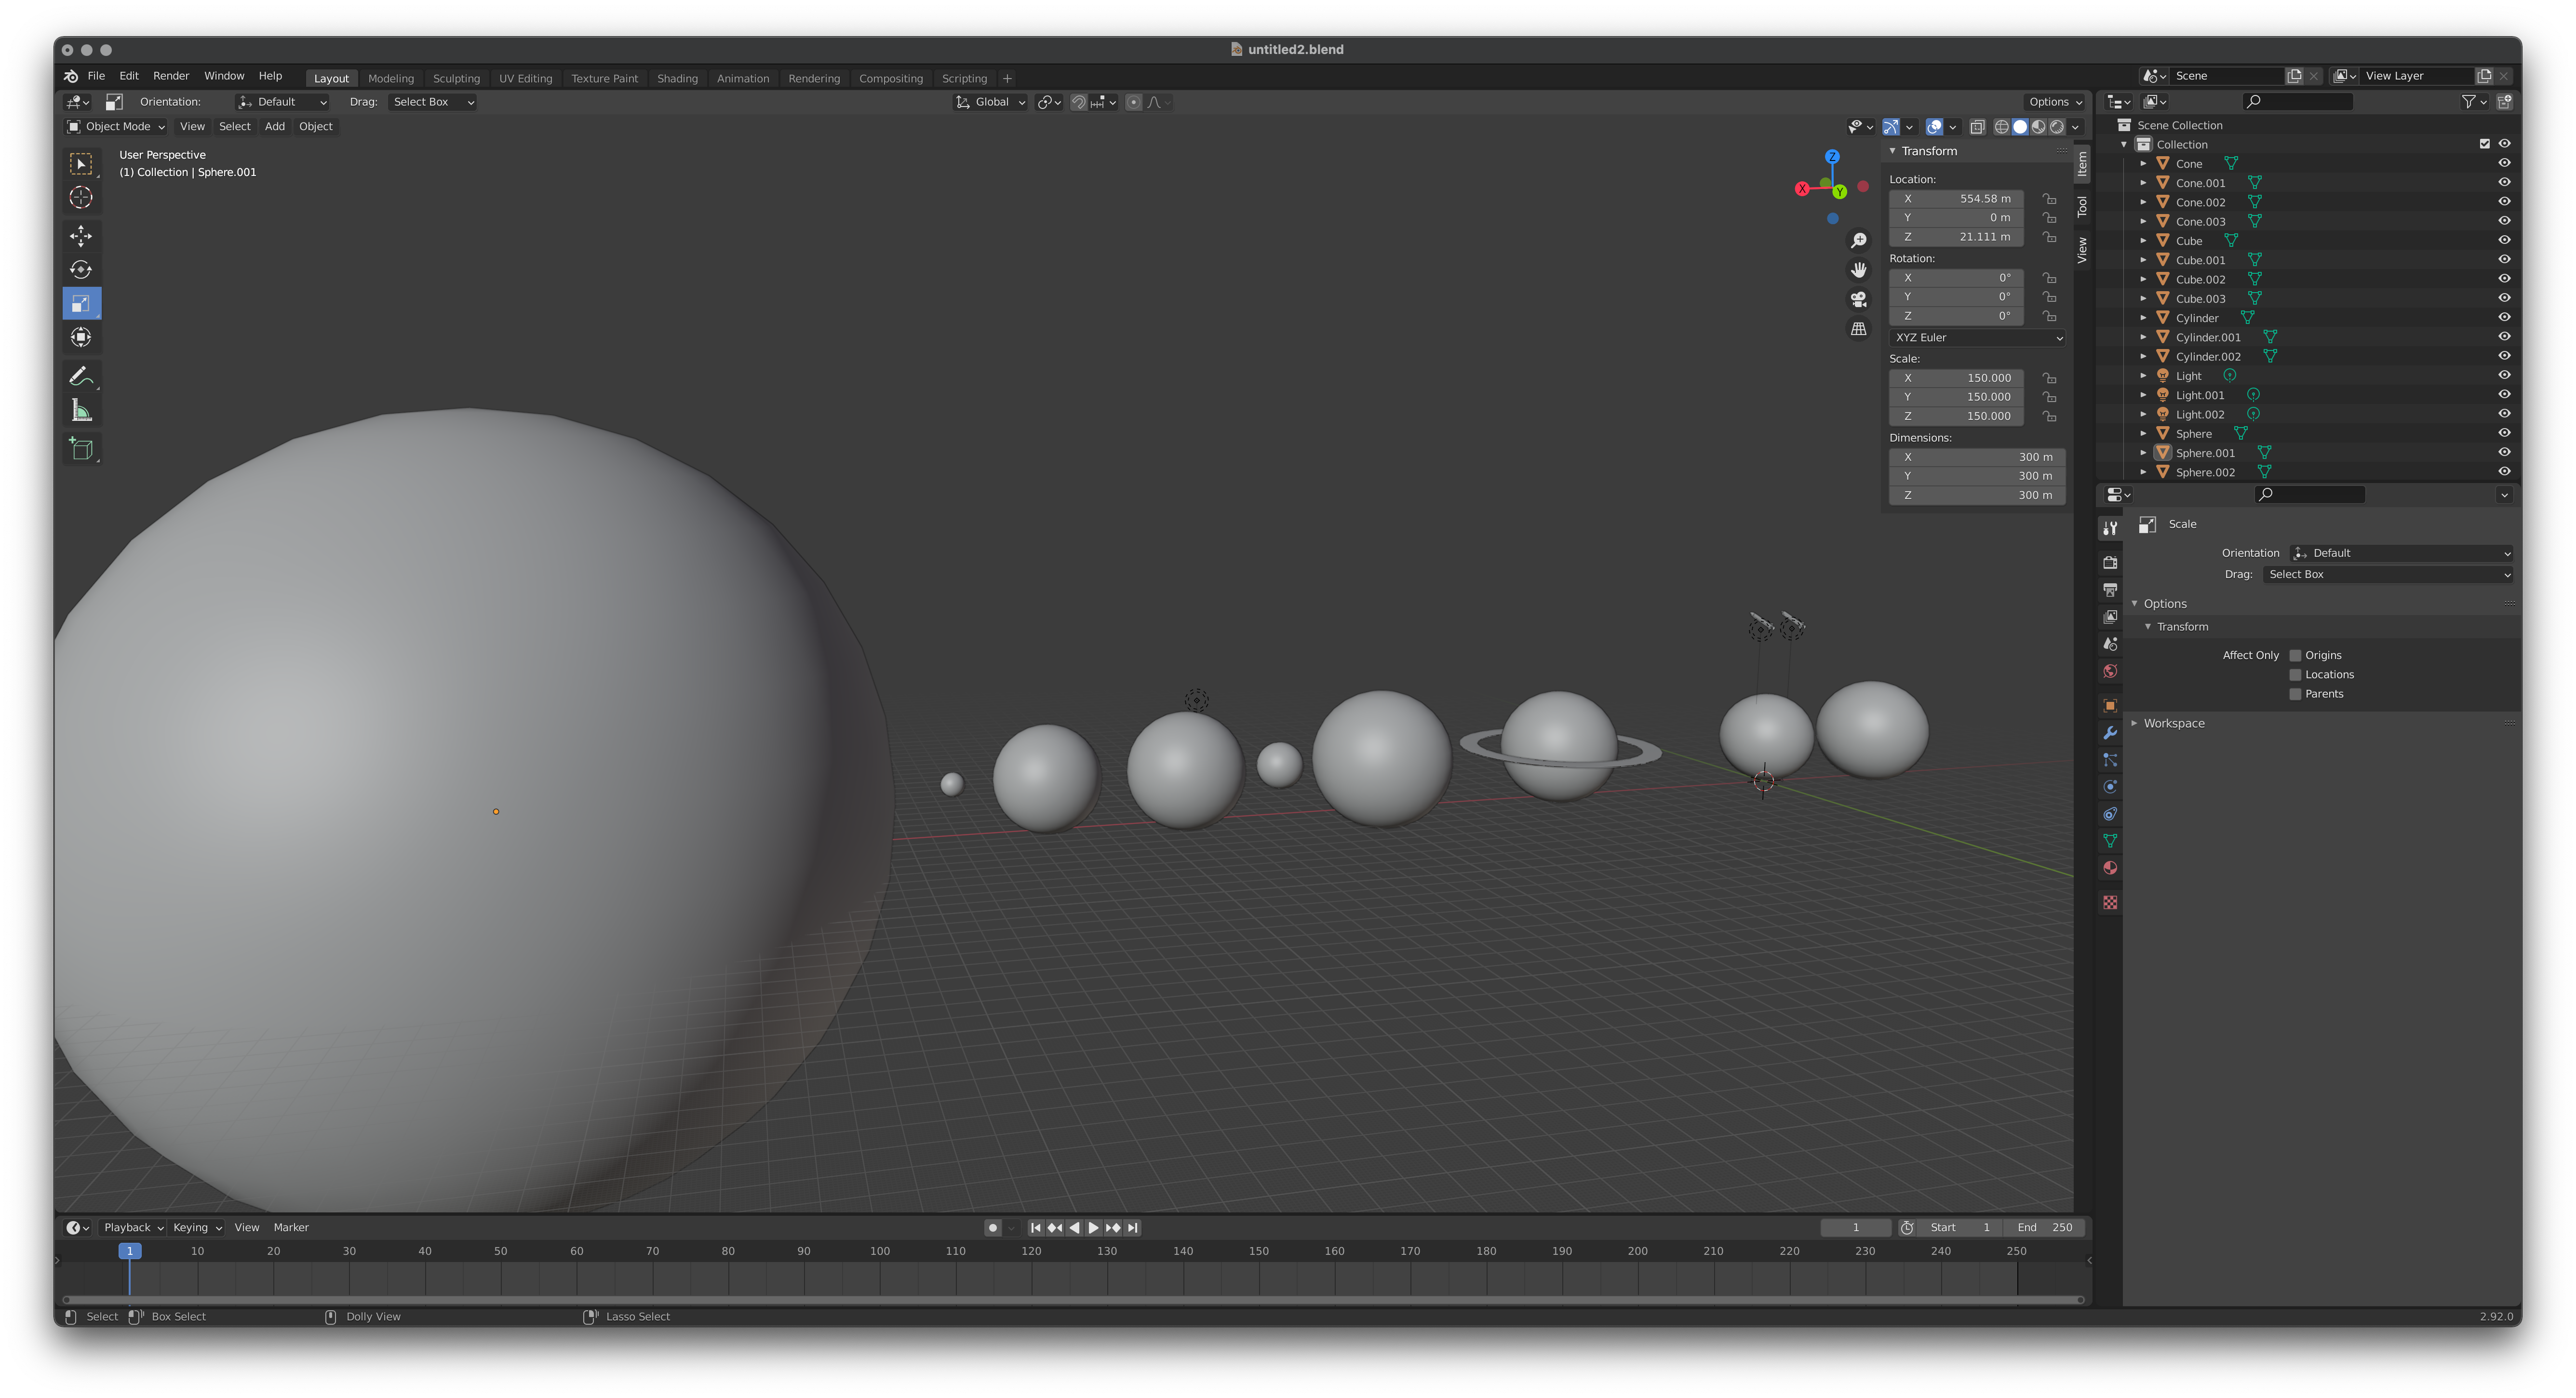 untitled2.blend
File Edit Render Window Help Layout Modeling Sculpting UV Editing Texture Paint Shading Animation Rendering Compositing Scripting + Scene View Layer
Orientation: Default Drag: Select Box Global Options
Object Mode View Select Add Object
User Perspective
(1) Collection | Sphere.001
Z
X
Y
Transform
Location:
X 554.58 m
Y 0 m
Z 21.111 m
Rotation:
X 0°
Y 0°
Z 0°
XYZ Euler
Scale:
X 150.000
Y 150.000
Z 150.000
Dimensions:
X 300 m
Y 300 m
Z 300 m
Item
Tool
View
Scene Collection
Collection
Cone
Cone.001
Cone.002
Cone.003
Cube
Cube.001
Cube.002
Cube.003
Cylinder
Cylinder.001
Cylinder.002
Light
Light.001
Light.002
Sphere
Sphere.001
Sphere.002
Scale
Orientation Default
Drag: Select Box
Options
Transform
Affect Only Origins
Locations
Parents
Workspace
Playback Keying View Marker 1 Start 1 End 250
1 10 20 30 40 50 60 70 80 90 100 110 120 130 140 150 160 170 180 190 200 210 220 230 240 250
Select Box Select Dolly View Lasso Select 2.92.0